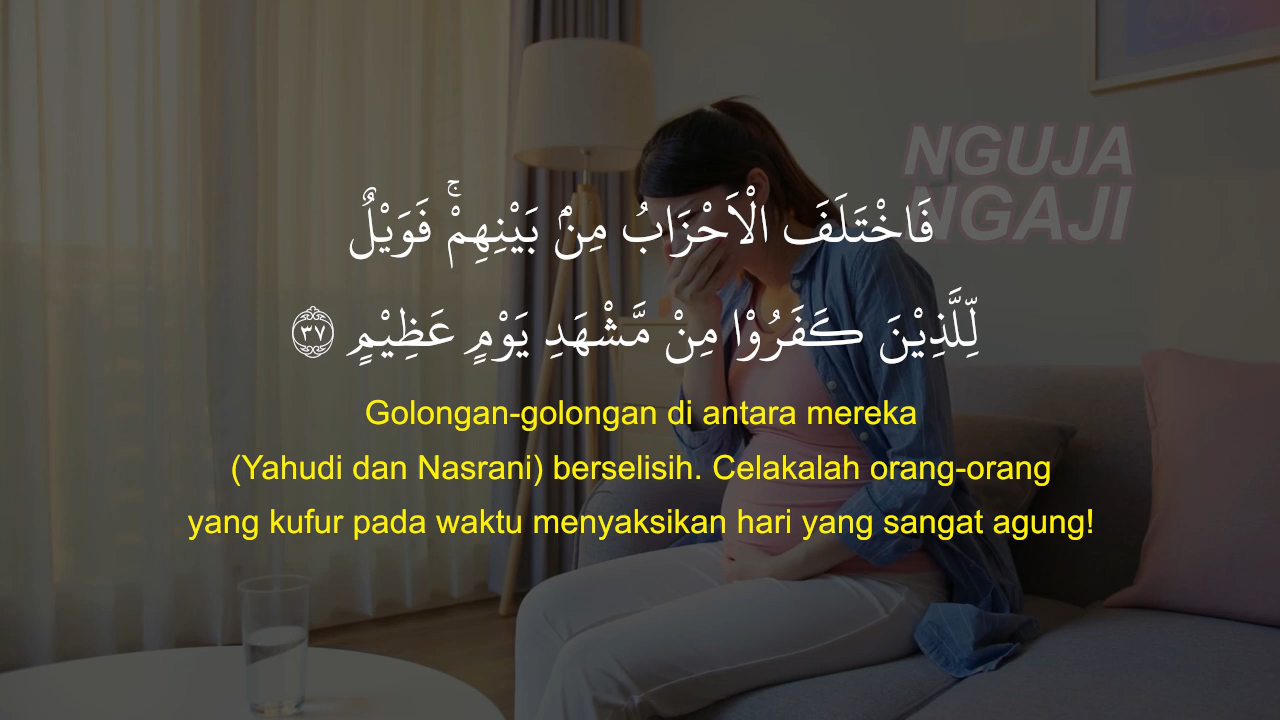 NGUJA
NGAJI
فَاخْتَلَفَ الْاَحْزَابُ مِنْۢ بَيْنِهِمْۚ فَوَيْلٌ
لِّلَّذِيْنَ كَفَرُوْا مِنْ مَّشْهَدِ يَوْمٍ عَظِيْمٍ ۝٣٧
Golongan-golongan di antara mereka
(Yahudi dan Nasrani) berselisih. Celakalah orang-orang
yang kufur pada waktu menyaksikan hari yang sangat agung!